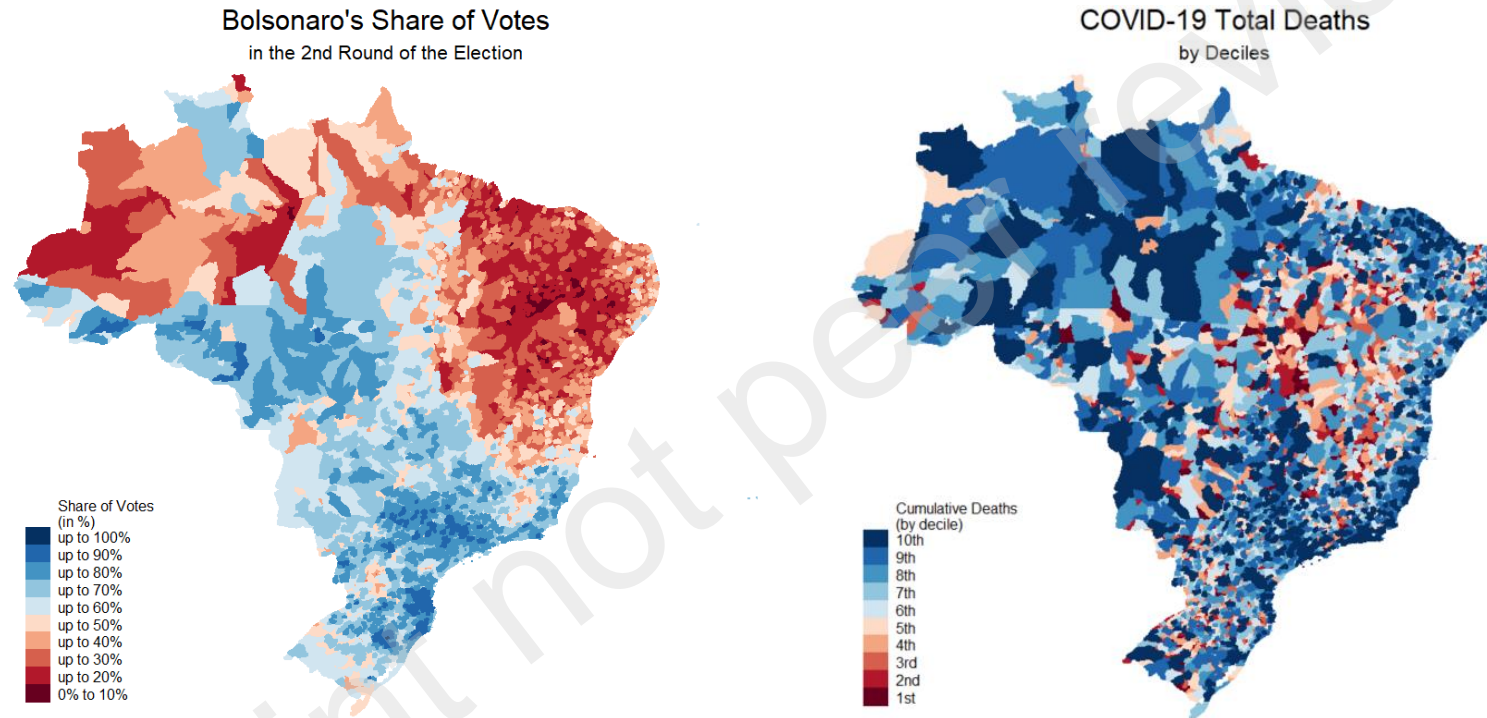 Bolsonaro's Share of Votes
in the 2nd Round of the Election
Share of Votes
(in %)
up to 100%
up to 90%
up to 80%
up to 70%
up to 60%
up to 50%
up to 40%
up to 30%
up to 20%
0% to 10%
COVID-19 Total Deaths
by Deciles
Cumulative Deaths
(by decile)
10th
9th
8th
7th
6th
5th
4th
3rd
2nd
1st
not peer